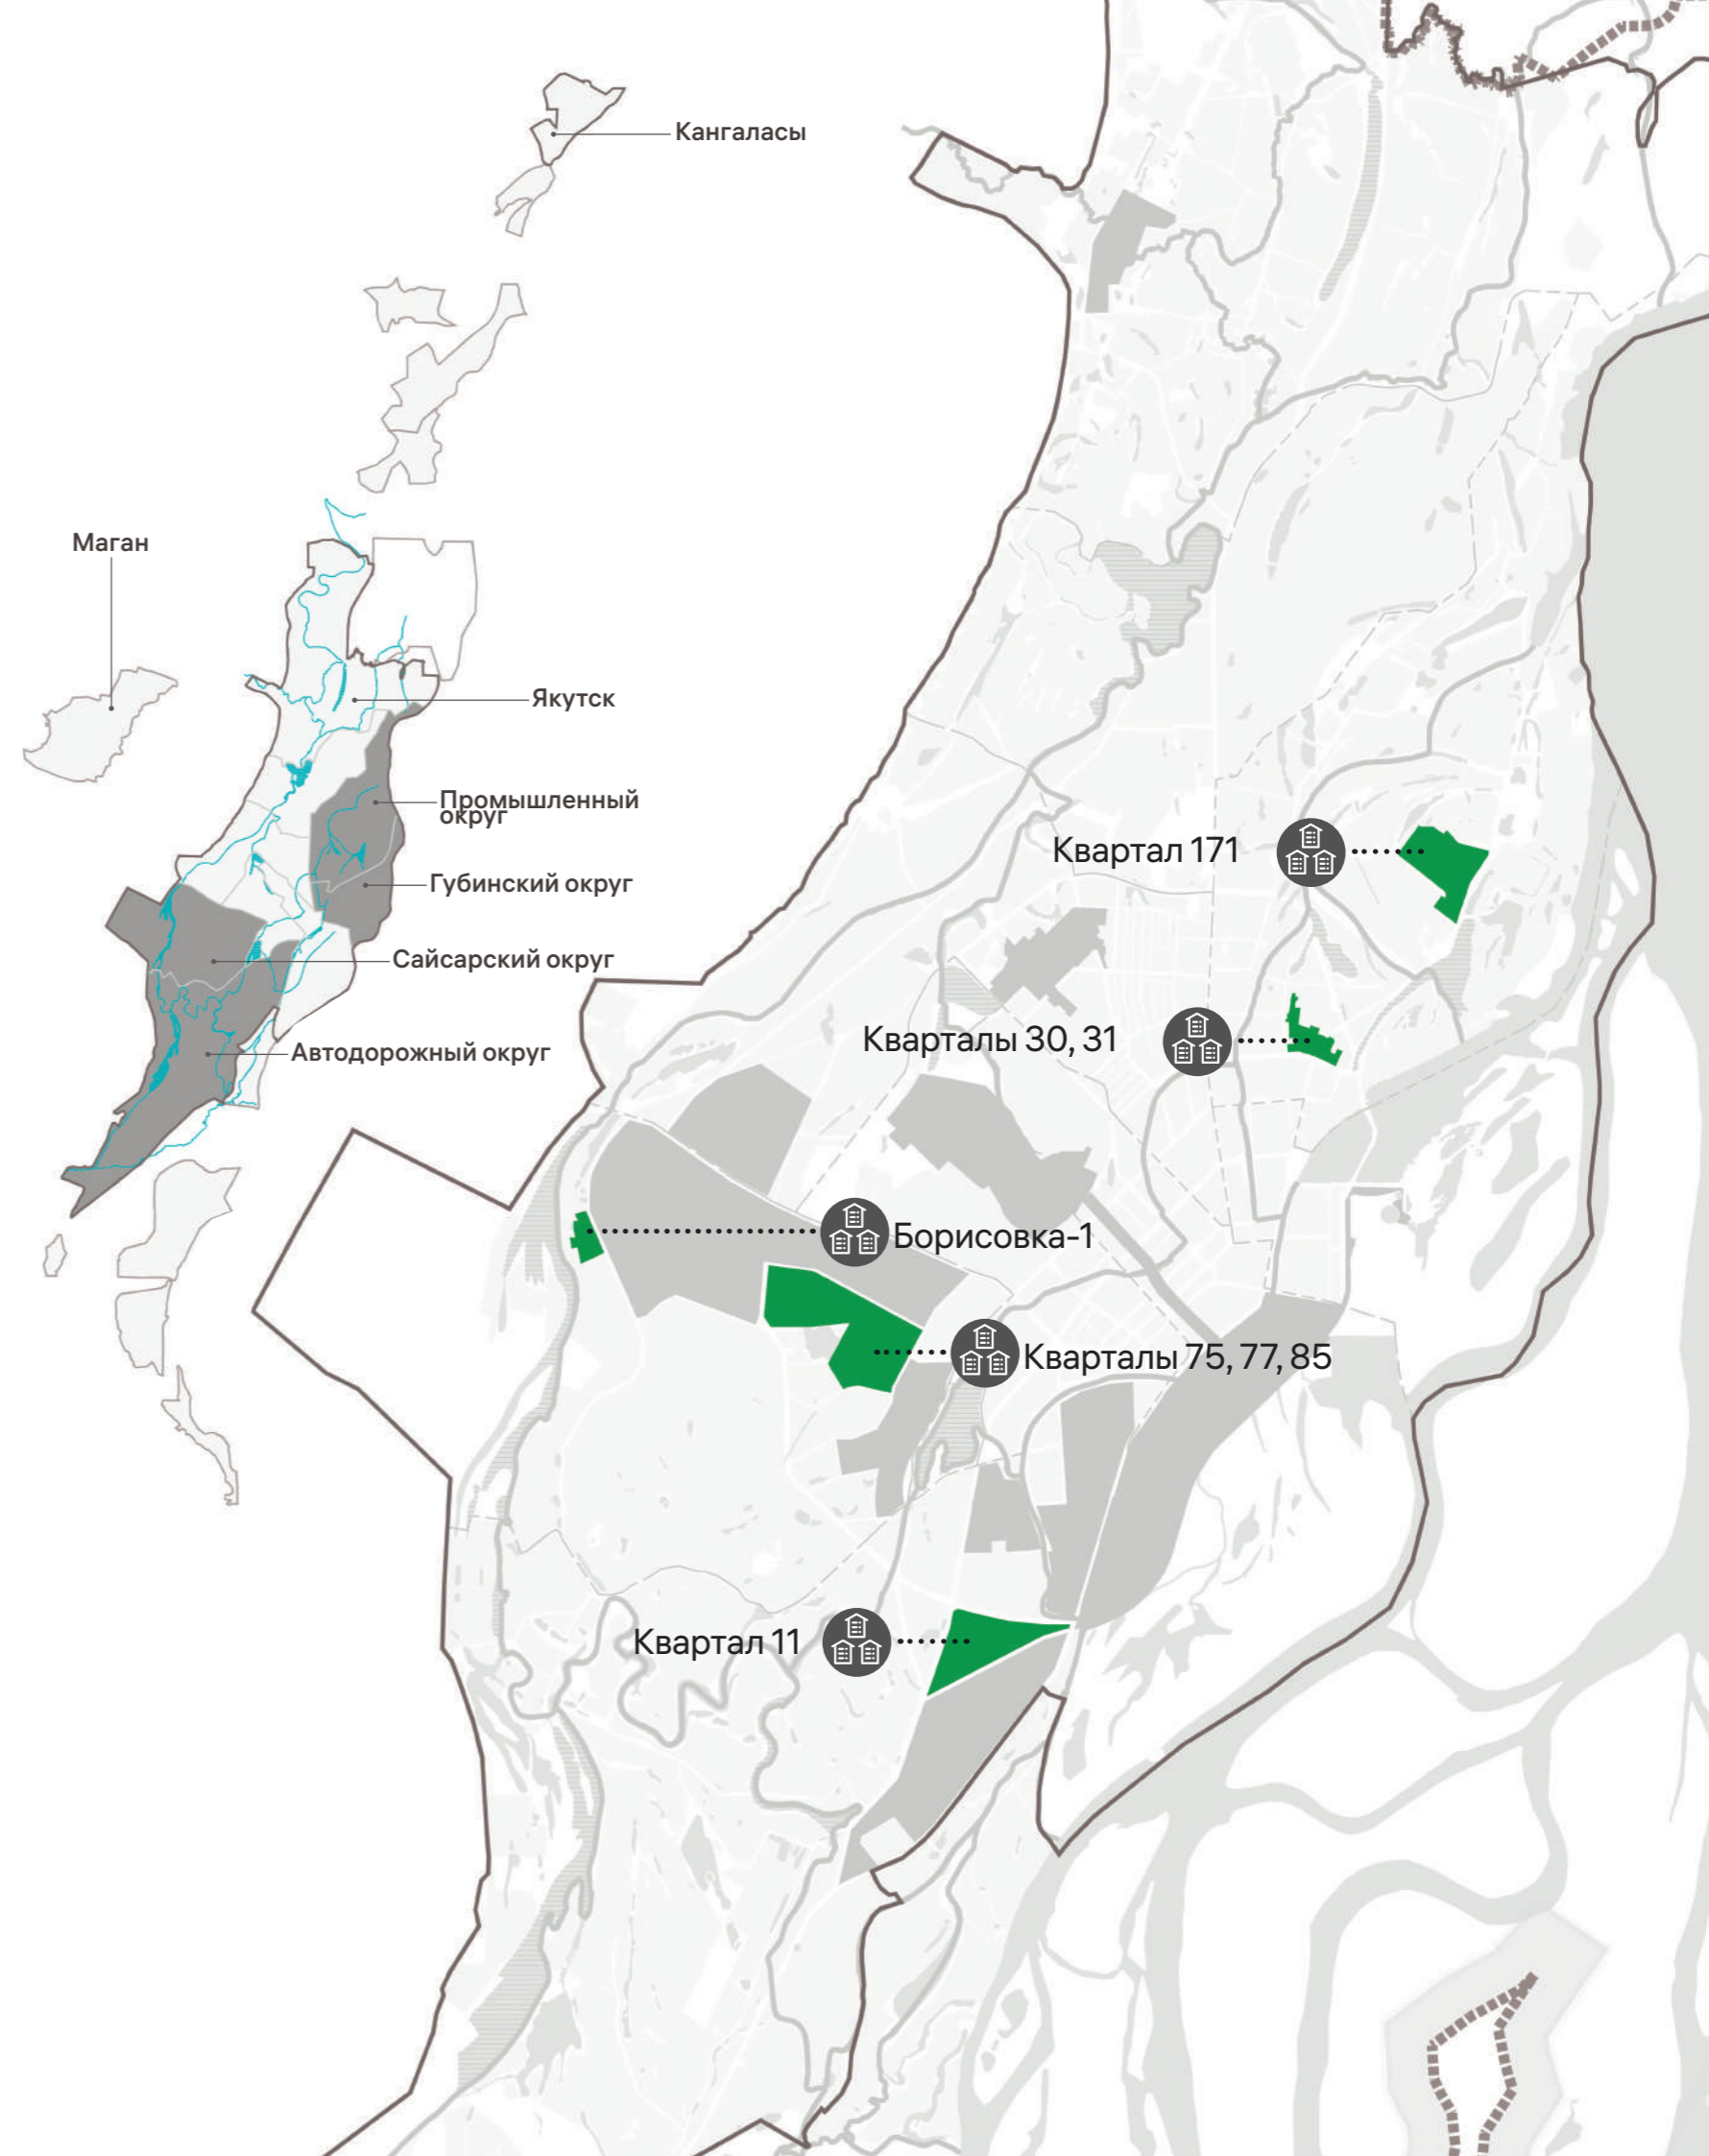 Кангаласы
Маган
Якутск
Промышленный
округ
Губинский округ
Сайсарский округ
Автодорожный округ
Квартал 171
Кварталы 30, 31
Борисовка-1
Кварталы 75, 77, 85
Квартал 11